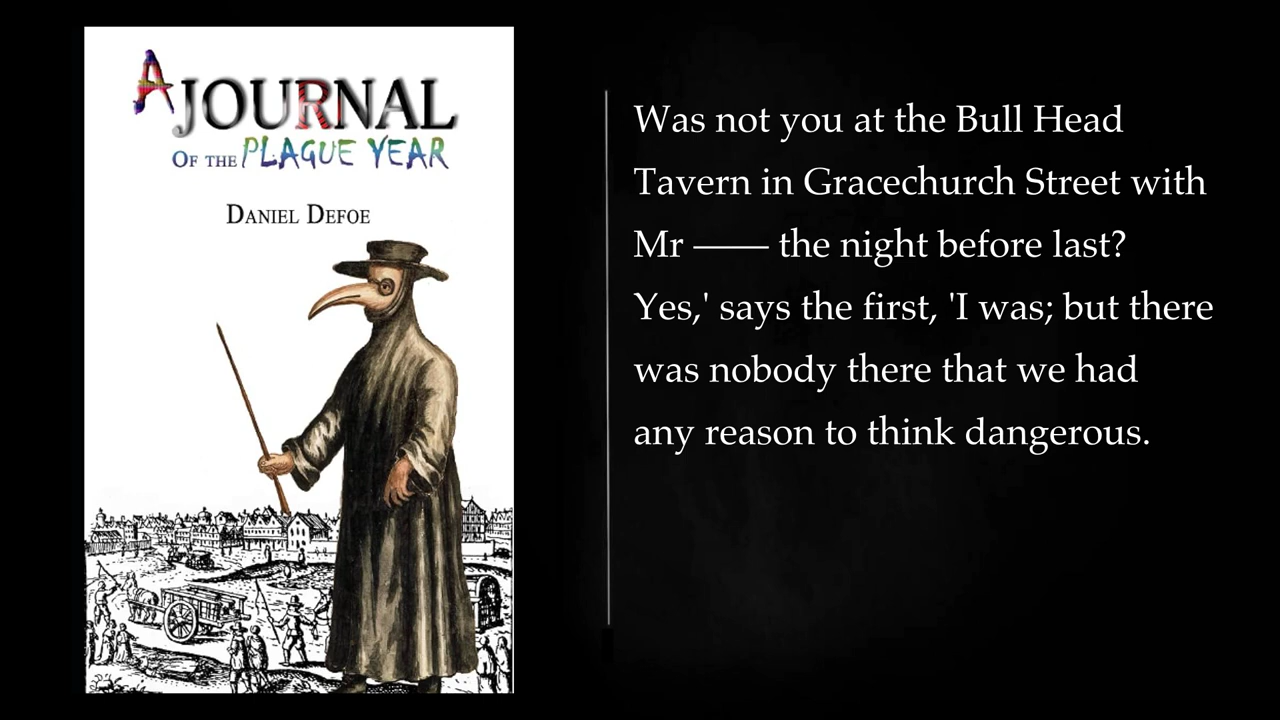 A JOURNAL
OF THE PLAGUE YEAR
DANIEL DEFOE
Was not you at the Bull Head
Tavern in Gracechurch Street with
Mr —— the night before last?
Yes,' says the first, 'I was; but there
was nobody there that we had
any reason to think dangerous.